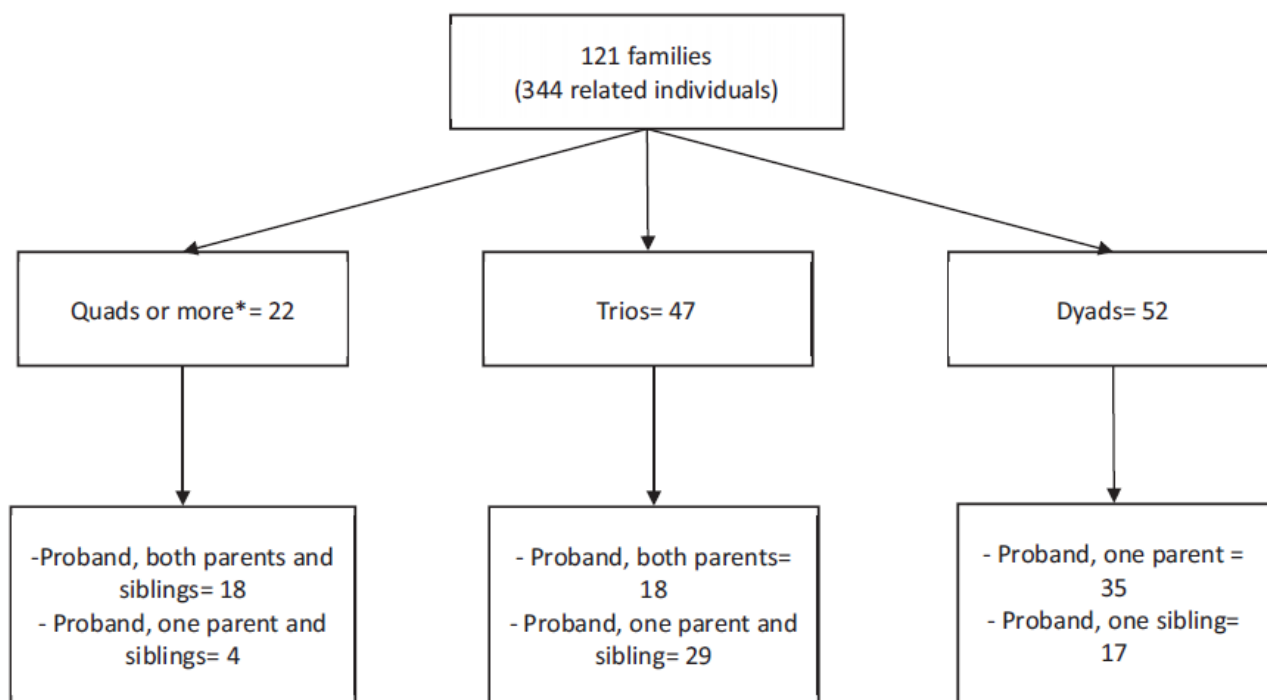 121 families
(344 related individuals)
Quads or more*= 22
Trios= 47
Dyads= 52
-Proband, both parents and
siblings= 18
- Proband, one parent and
siblings= 4
- Proband, both parents=
18
- Proband, one parent and
sibling= 29
- Proband, one parent =
35
- Proband, one sibling=
17